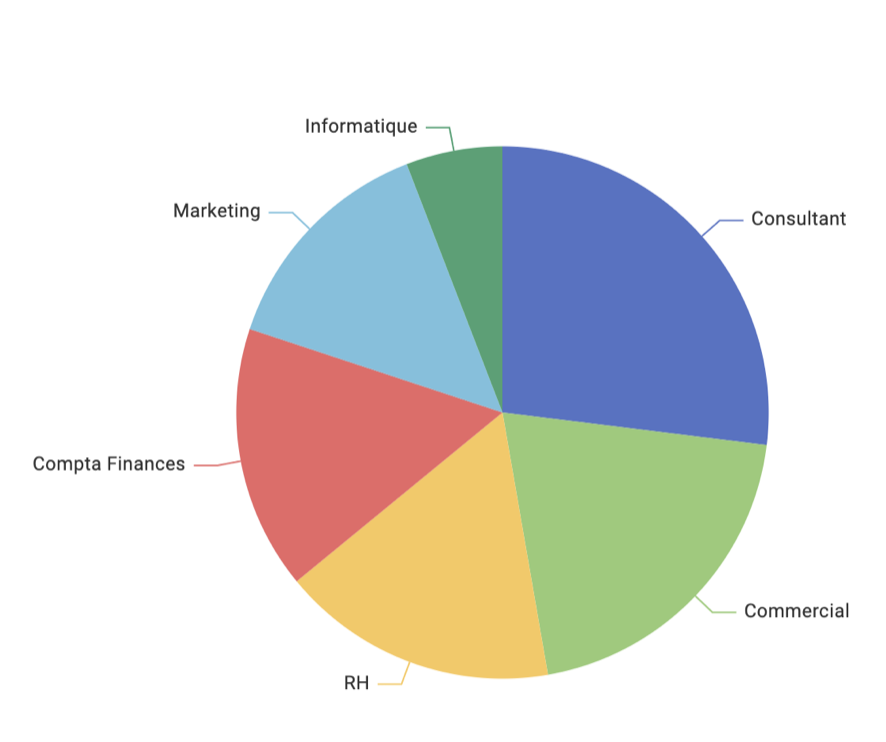 Informatique
Marketing
Consultant
Compta Finances
Commercial
RH